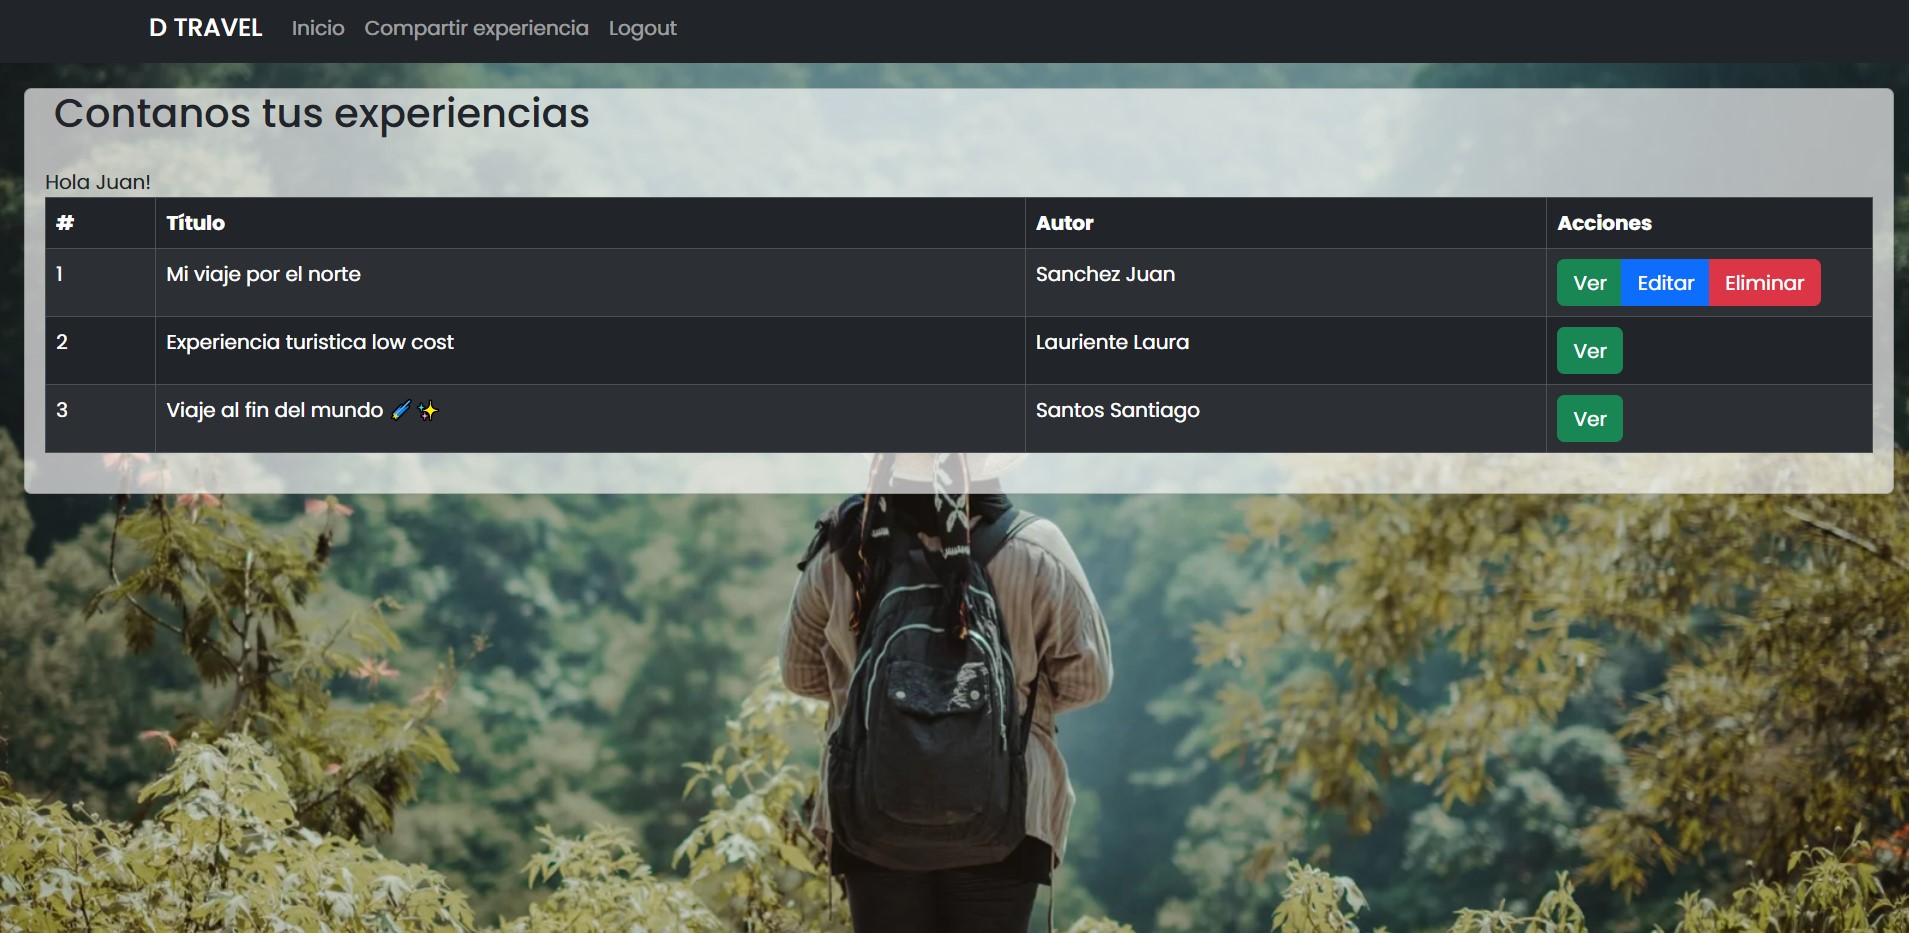 D TRAVEL Inicio Compartir experiencia Logout
Contanos tus experiencias
Hola Juan!
# Título Autor Acciones
1 Mi viaje por el norte Sanchez Juan Ver Editar Eliminar
2 Experiencia turistica low cost Lauriente Laura Ver
3 Viaje al fin del mundo ☄️✨ Santos Santiago Ver